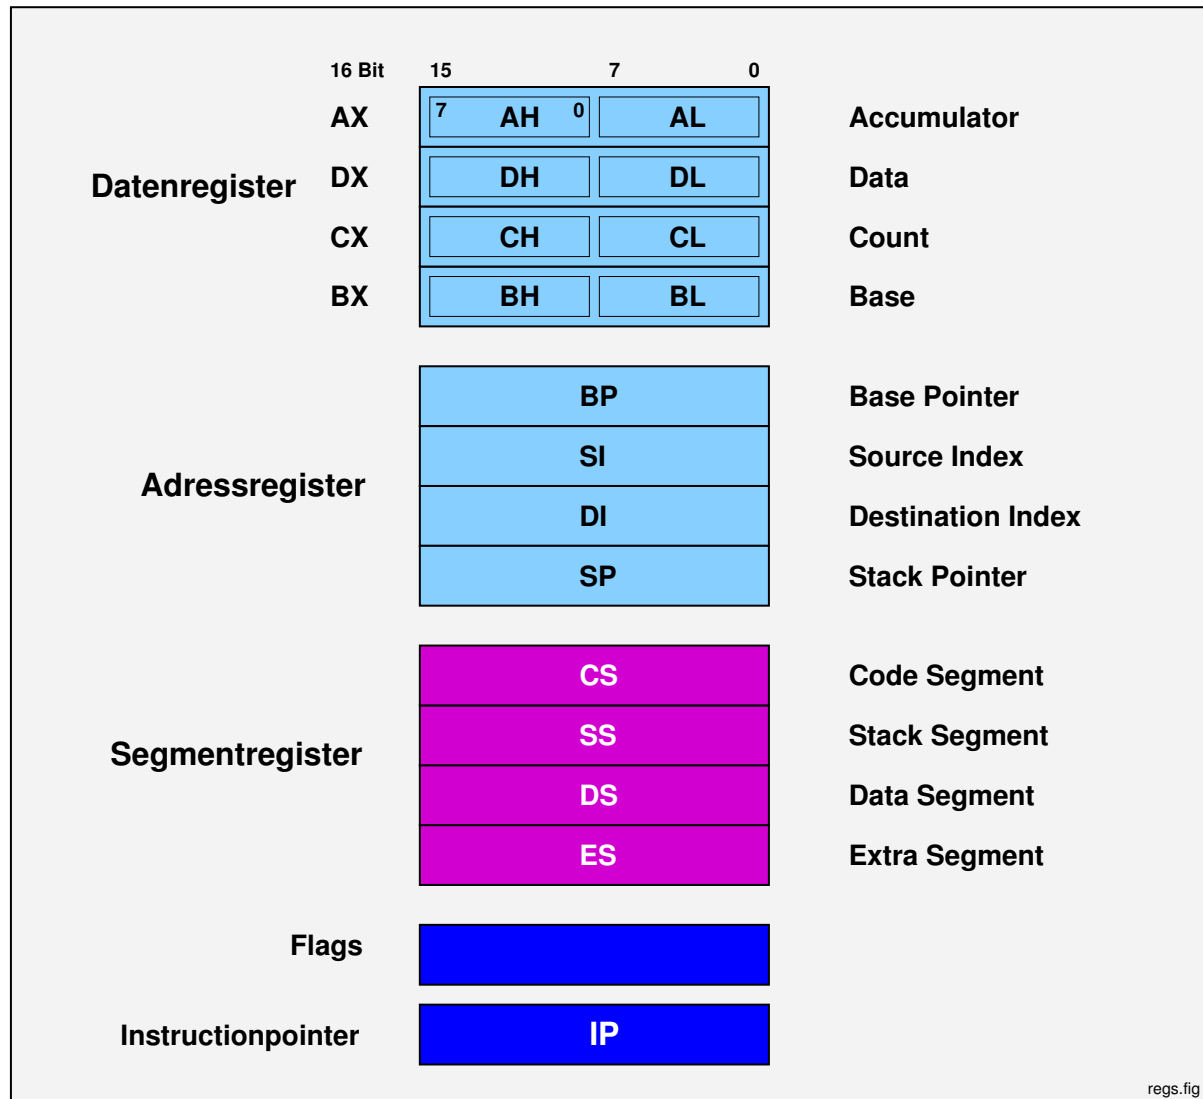 16 Bit 15 7 0
AX 7 AH 0 AL Accumulator
Datenregister DX DH DL Data
CX CH CL Count
BX BH BL Base
BP Base Pointer
SI Source Index
Adressregister
DI Destination Index
SP Stack Pointer
CS Code Segment
SS Stack Segment
Segmentregister
DS Data Segment
ES Extra Segment
Flags
Instructionpointer IP
regs.fig